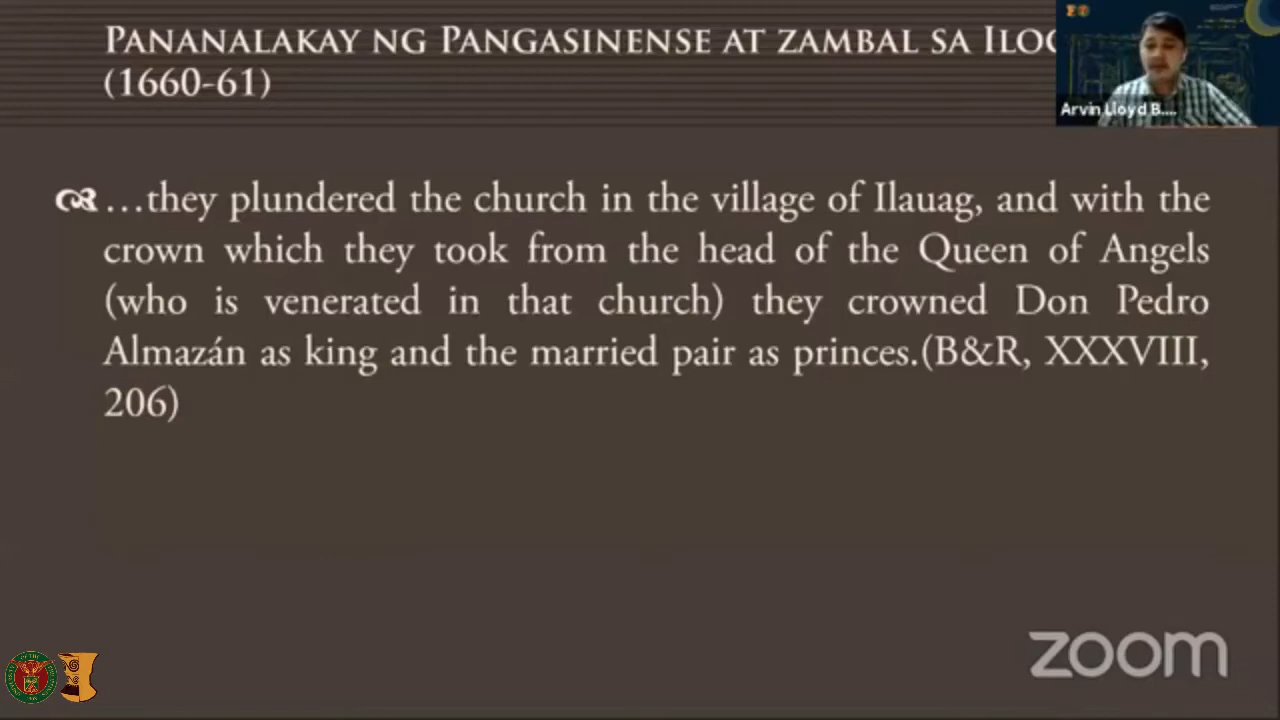 Pananalakay ng Pangasinense at zambal sa
(1660-61)
Arvin Lloyd B....
...they plundered the church in the village of Ilauag, and with the
crown which they took from the head of the Queen of Angels
(who is venerated in that church) they crowned Don Pedro
Almazán as king and the married pair as princes.(B&R, XXXVIII,
206)
zoom